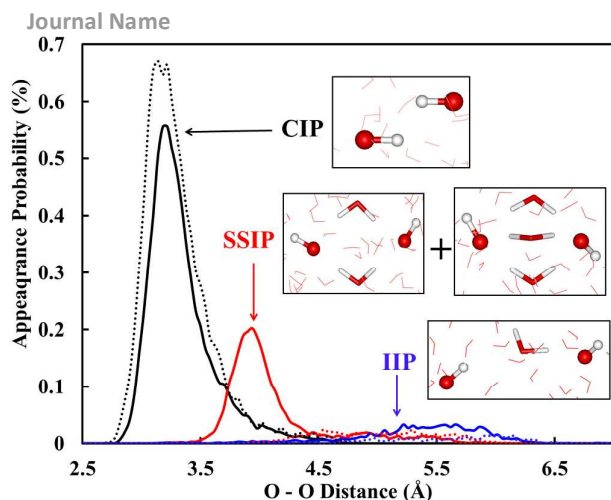 Journal Name
0.7
0.6
0.5
0.4
0.3
0.2
0.1
0
Appeaqrance Probability (%)
CIP
SSIP
+
IIP
2.5 3.5 4.5 5.5 6.5
O - O Distance (Å)